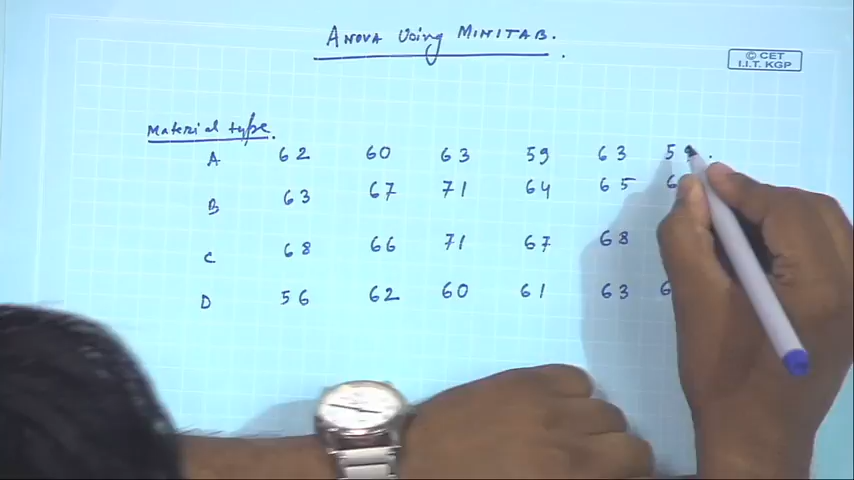 ANOVA Using MINITAB.
© CET
I.I.T. KGP
Material type.
A 62 60 63 59 63 59
B 63 67 71 64 65
C 68 66 71 67 68
D 56 62 60 61 63